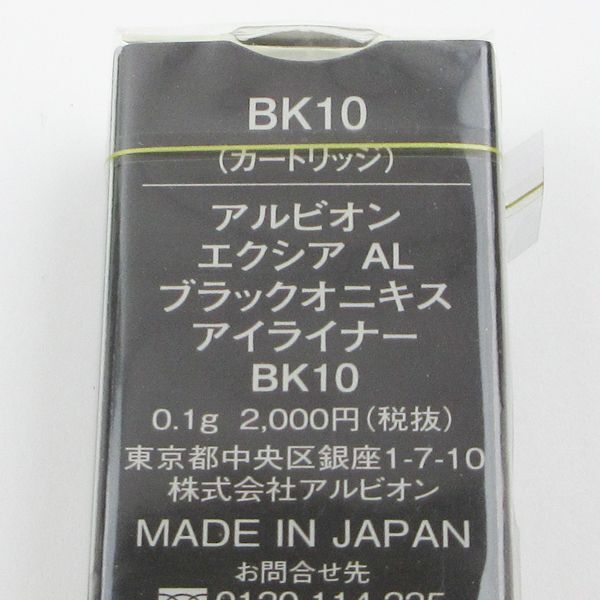 BK10
(カートリッジ)
アルビオン
エクシア AL
ブラックオニキス
アイライナー
BK10
0.1g 2,000円(税抜)
東京都中央区銀座1-7-10
株式会社アルビオン
MADE IN JAPAN
お問合せ先
0120-114-225